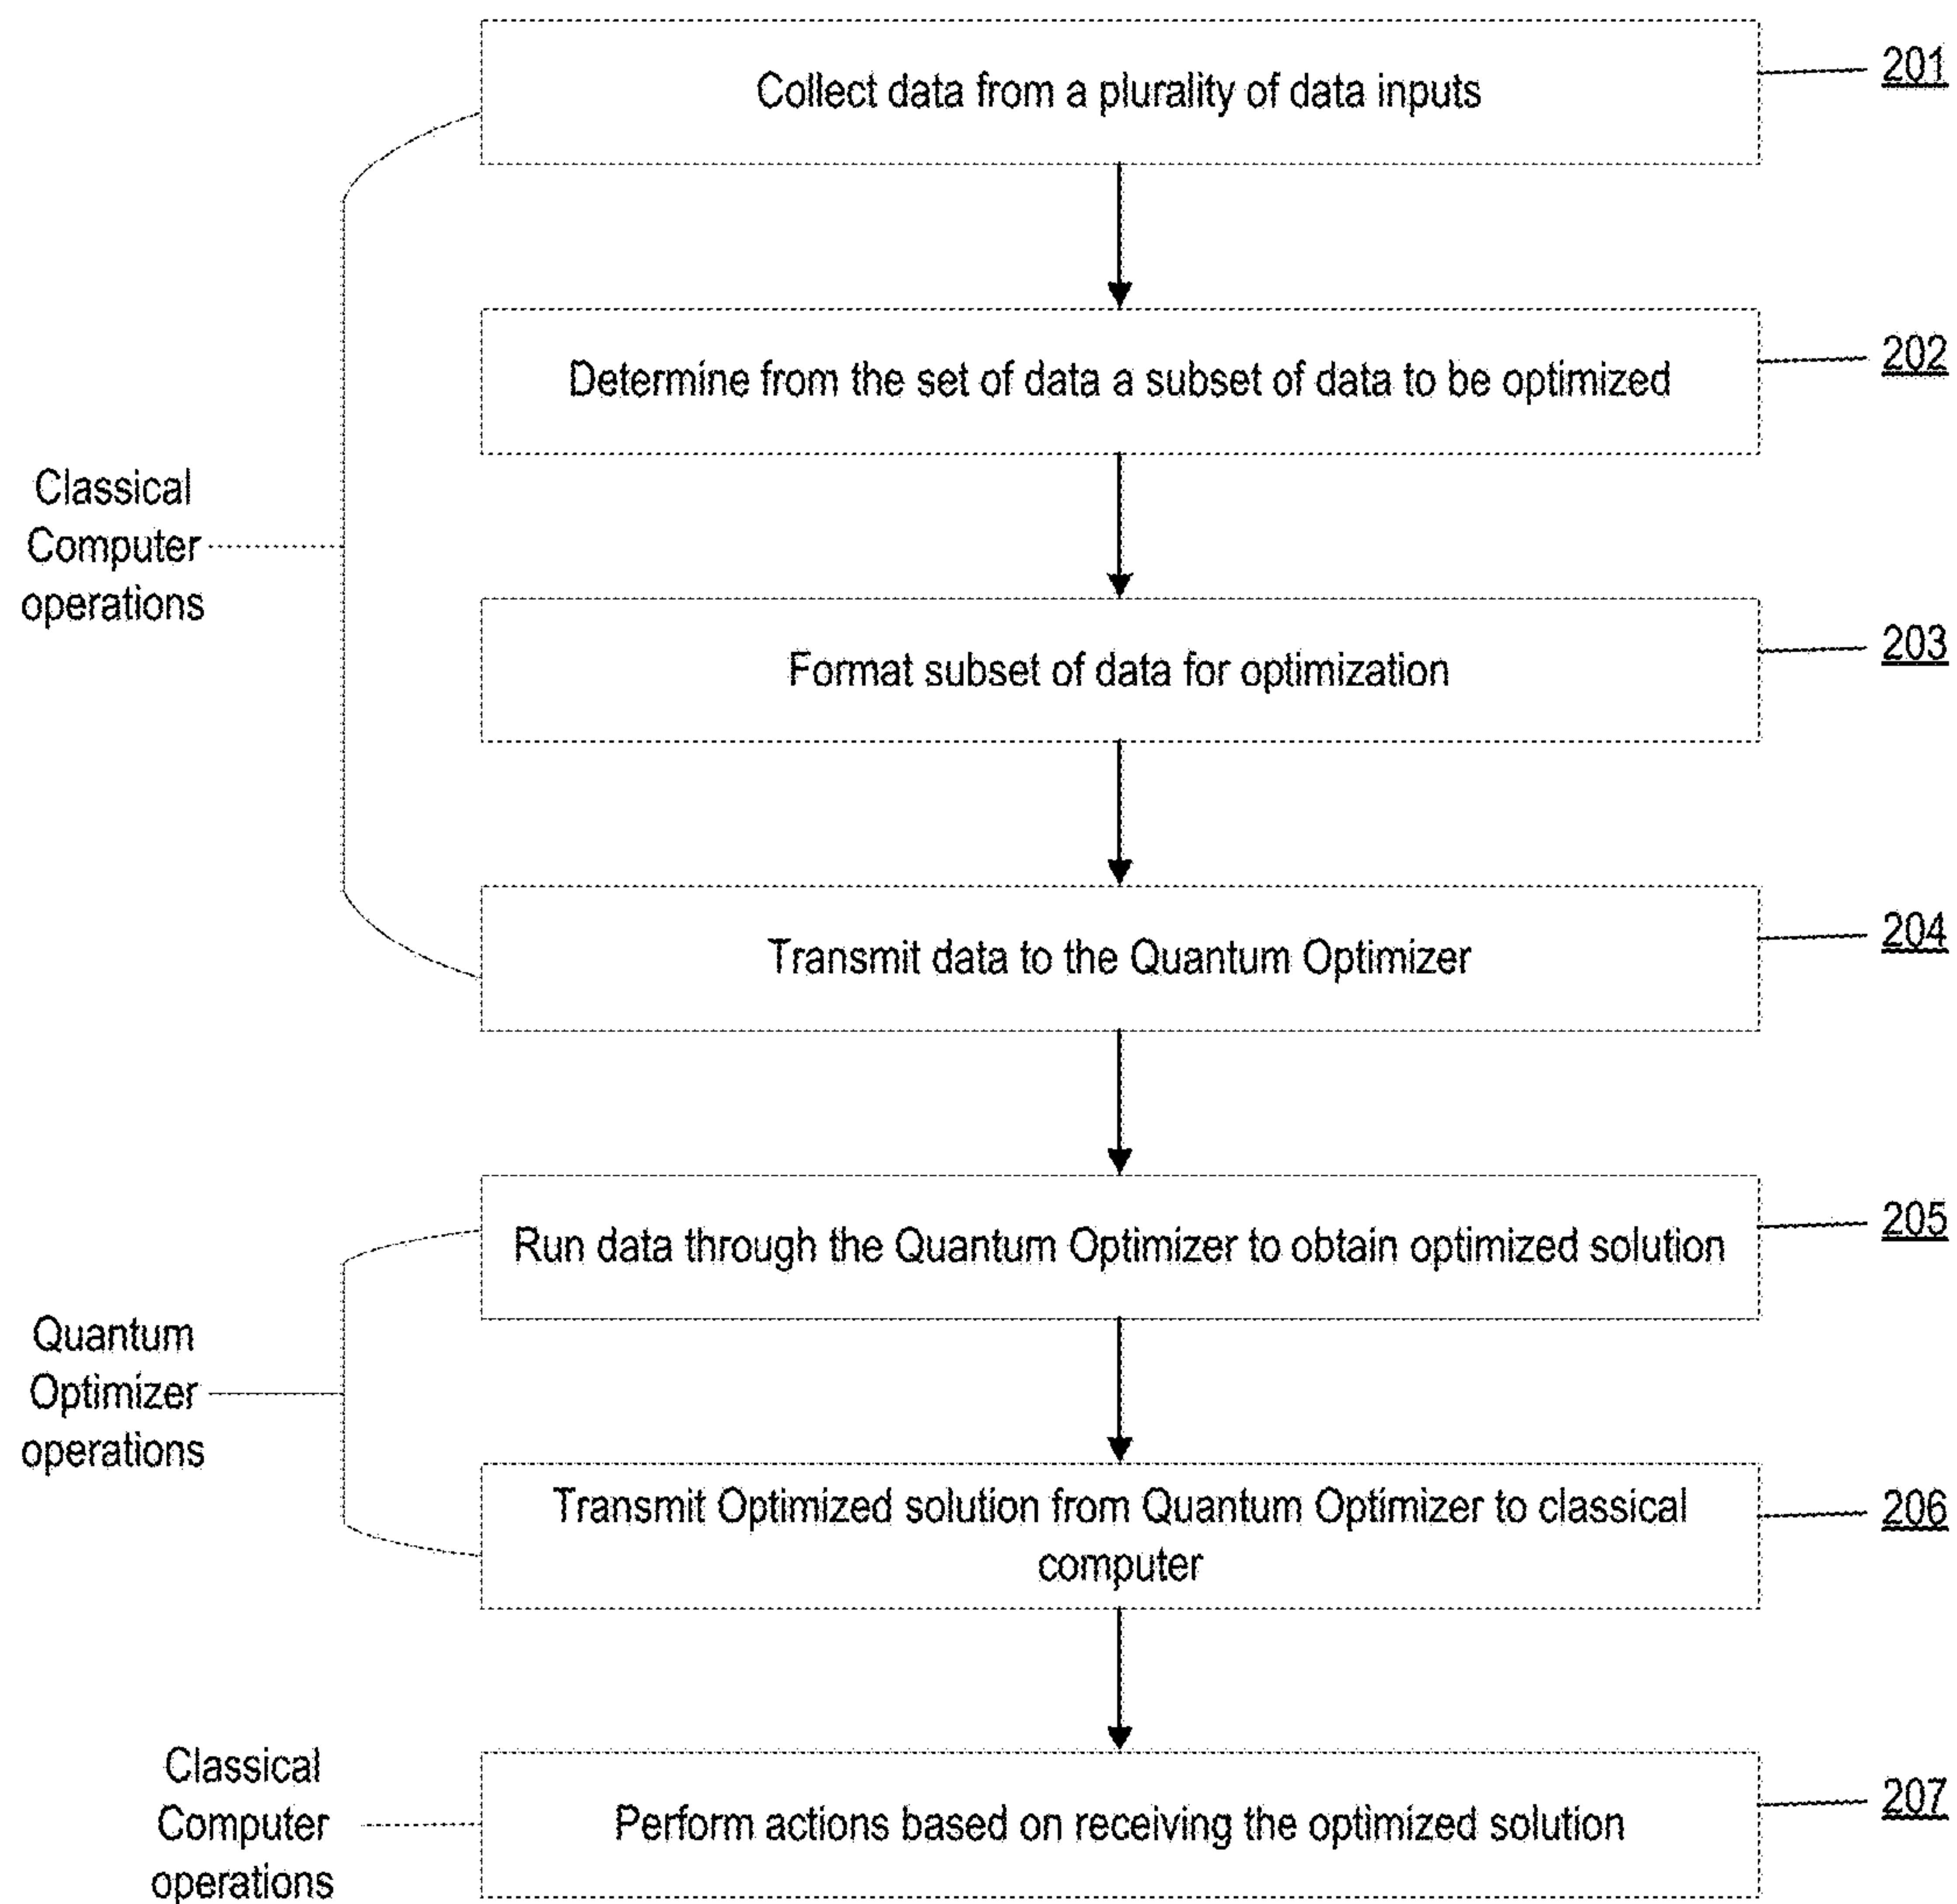 Collect data from a plurality of data inputs
201
Determine from the set of data a subset of data to be optimized
202
Classical
Computer
operations
Format subset of data for optimization
203
Transmit data to the Quantum Optimizer
204
Run data through the Quantum Optimizer to obtain optimized solution
205
Quantum
Optimizer
operations
Transmit Optimized solution from Quantum Optimizer to classical
computer
206
Classical
Computer
operations
Perform actions based on receiving the optimized solution
207